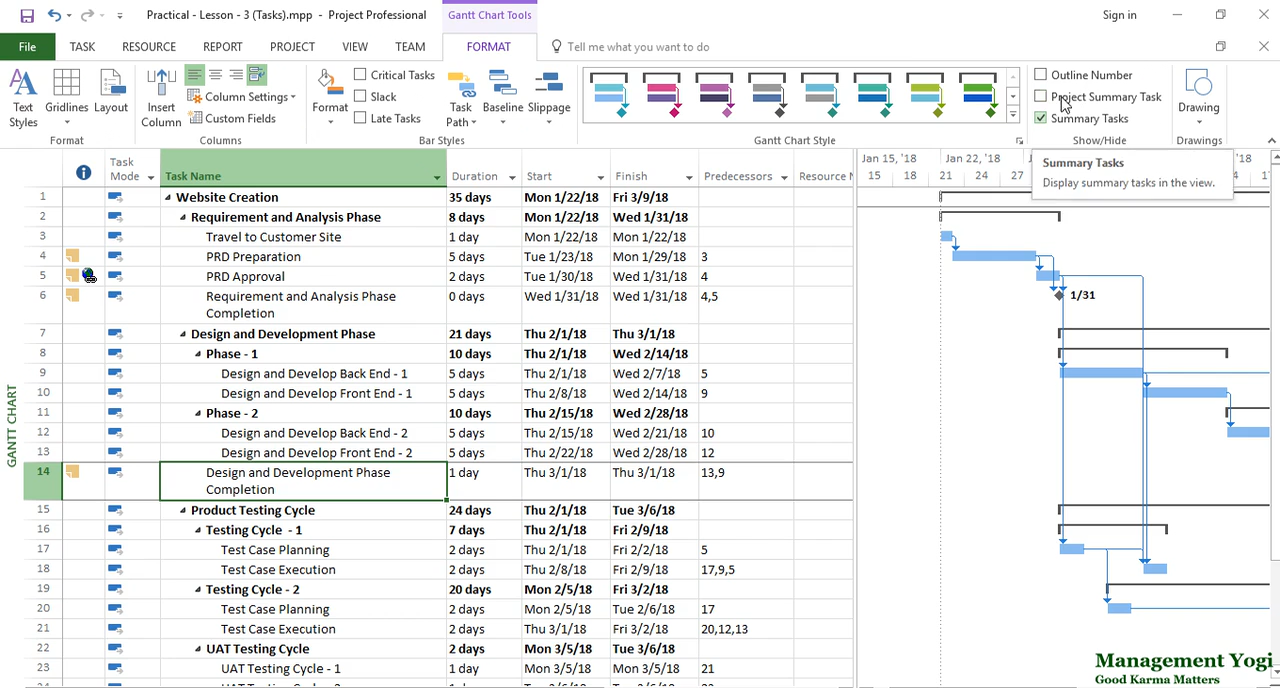 Practical - Lesson - 3 (Tasks).mpp - Project Professional
Gantt Chart Tools
Sign in
File
TASK
RESOURCE
REPORT
PROJECT
VIEW
TEAM
FORMAT
Tell me what you want to do
Text
Styles
Gridlines
Layout
Format
Insert
Column
Column Settings
Custom Fields
Columns
Format
Critical Tasks
Slack
Late Tasks
Task
Path
Baseline
Slippage
Bar Styles
Gantt Chart Style
Outline Number
Project Summary Task
Summary Tasks
Show/Hide
Drawing
Drawings
Summary Tasks
Display summary tasks in the view.
Task
Mode
Task Name
Duration
Start
Finish
Predecessors
Resource N
Jan 15, '18
Jan 22, '18
'18
15 18 21 24 27
1 Website Creation 35 days Mon 1/22/18 Fri 3/9/18
2 Requirement and Analysis Phase 8 days Mon 1/22/18 Wed 1/31/18
3 Travel to Customer Site 1 day Mon 1/22/18 Mon 1/22/18
4 PRD Preparation 5 days Tue 1/23/18 Mon 1/29/18 3
5 PRD Approval 2 days Tue 1/30/18 Wed 1/31/18 4
6 Requirement and Analysis Phase 0 days Wed 1/31/18 Wed 1/31/18 4,5
Completion
1/31
7 Design and Development Phase 21 days Thu 2/1/18 Thu 3/1/18
8 Phase - 1 10 days Thu 2/1/18 Wed 2/14/18
9 Design and Develop Back End - 1 5 days Thu 2/1/18 Wed 2/7/18 5
10 Design and Develop Front End - 1 5 days Thu 2/8/18 Wed 2/14/18 9
11 Phase - 2 10 days Thu 2/15/18 Wed 2/28/18
12 Design and Develop Back End - 2 5 days Thu 2/15/18 Wed 2/21/18 10
13 Design and Develop Front End - 2 5 days Thu 2/22/18 Wed 2/28/18 12
14 Design and Development Phase 1 day Thu 3/1/18 Thu 3/1/18 13,9
Completion
15 Product Testing Cycle 24 days Thu 2/1/18 Tue 3/6/18
16 Testing Cycle - 1 7 days Thu 2/1/18 Fri 2/9/18
17 Test Case Planning 2 days Thu 2/1/18 Fri 2/2/18 5
18 Test Case Execution 2 days Thu 2/8/18 Fri 2/9/18 17,9,5
19 Testing Cycle - 2 20 days Mon 2/5/18 Fri 3/2/18
20 Test Case Planning 2 days Mon 2/5/18 Tue 2/6/18 17
21 Test Case Execution 2 days Thu 3/1/18 Fri 3/2/18 20,12,13
22 UAT Testing Cycle 2 days Mon 3/5/18 Tue 3/6/18
23 UAT Testing Cycle - 1 1 day Mon 3/5/18 Mon 3/5/18 21
GANTT CHART
Management Yogi
Good Karma Matters